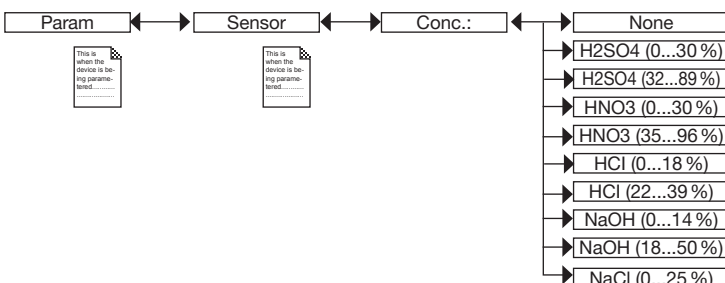 Param Sensor Conc.: None
This is
when the
device is be-
ing parame-
tered...........
...................
This is
when the
device is be-
ing parame-
tered...........
...................
H2SO4 (0...30 %)
H2SO4 (32...89 %)
HNO3 (0...30 %)
HNO3 (35...96 %)
HCl (0...18 %)
HCl (22...39 %)
NaOH (0...14 %)
NaOH (18...50 %)
NaCl (0...25 %)